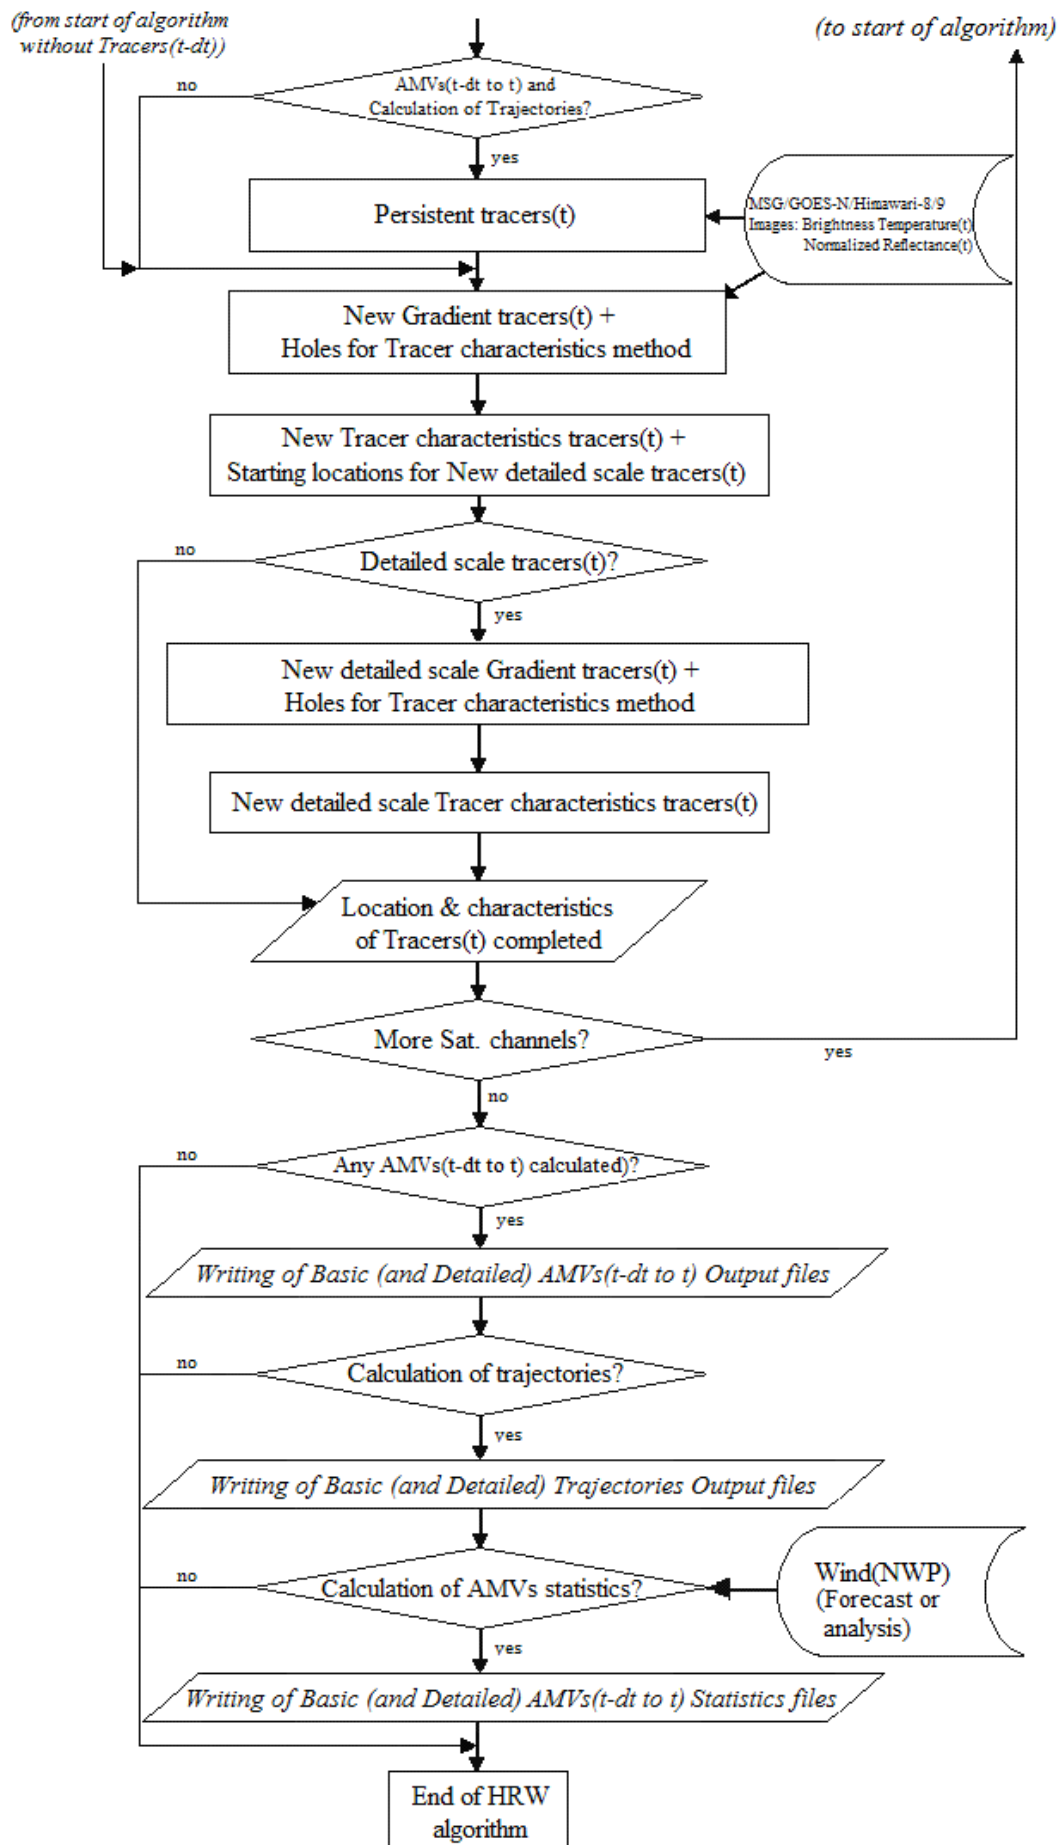 (from start of algorithm
without Tracers(t-dt))
(to start of algorithm)
AMVs(t-dt to t) and
Calculation of Trajectories?
no
yes
Persistent tracers(t)
MSG/GOES-N/Himawari-8/9
Images: Brightness Temperature(t)
Normalized Reflectance(t)
New Gradient tracers(t) +
Holes for Tracer characteristics method
New Tracer characteristics tracers(t) +
Starting locations for New detailed scale tracers(t)
no
Detailed scale tracers(t)?
yes
New detailed scale Gradient tracers(t) +
Holes for Tracer characteristics method
New detailed scale Tracer characteristics tracers(t)
Location & characteristics
of Tracers(t) completed
More Sat. channels?
yes
no
no
Any AMVs(t-dt to t) calculated)?
yes
Writing of Basic (and Detailed) AMVs(t-dt to t) Output files
no
Calculation of trajectories?
yes
Writing of Basic (and Detailed) Trajectories Output files
no
Calculation of AMVs statistics?
Wind(NWP)
(Forecast or
analysis)
yes
Writing of Basic (and Detailed) AMVs(t-dt to t) Statistics files
End of HRW
algorithm